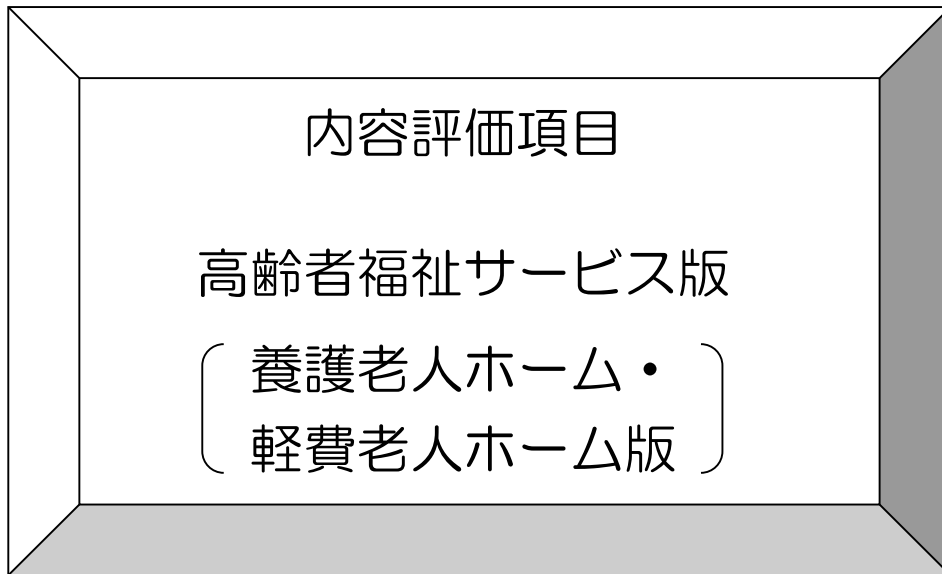 内容評価項目
高齢者福祉サービス版
養護老人ホーム・
軽費老人ホーム版